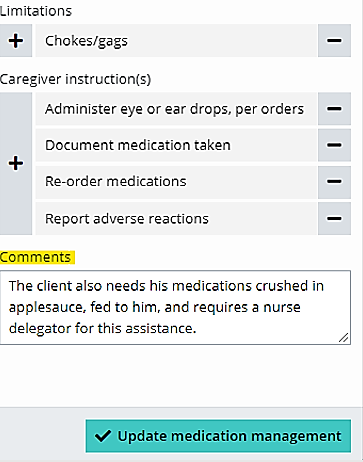 Limitations
Chokes/gags
Caregiver instruction(s)
Administer eye or ear drops, per orders
Document medication taken
Re-order medications
Report adverse reactions
Comments
The client also needs his medications crushed in
applesauce, fed to him, and requires a nurse
delegator for this assistance.
Update medication management